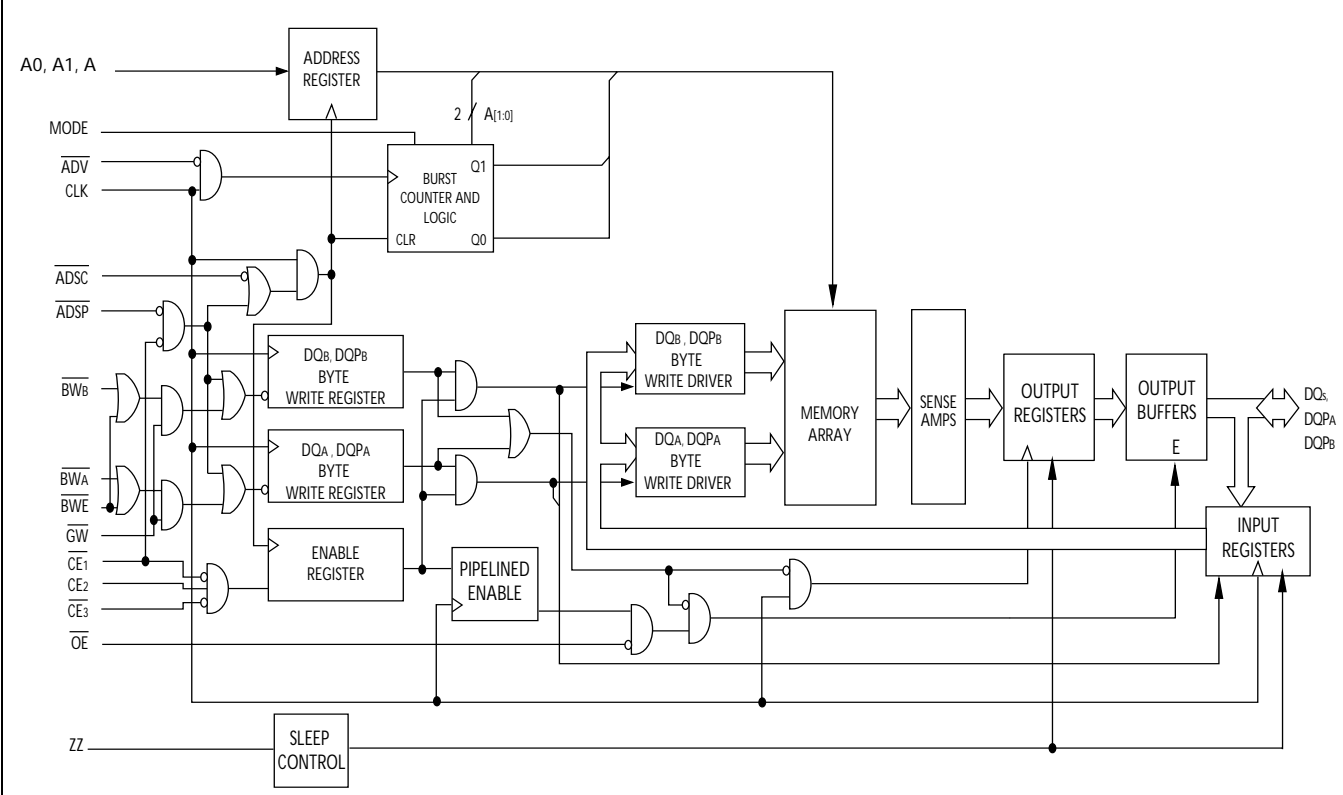 A0, A1, A
ADDRESS
REGISTER
2
A[1:0]
MODE
ADV
CLK
BURST
COUNTER AND
LOGIC
Q1
CLR
Q0
ADSC
ADSP
BWB
BWA
BWE
GW
CE1
CE2
CE3
OE
ZZ
DQB, DQPB
BYTE
WRITE REGISTER
DQA, DQPA
BYTE
WRITE REGISTER
ENABLE
REGISTER
PIPELINED
ENABLE
SLEEP
CONTROL
DQB, DQPB
BYTE
WRITE DRIVER
DQA, DQPA
BYTE
WRITE DRIVER
MEMORY
ARRAY
SENSE
AMPS
OUTPUT
REGISTERS
OUTPUT
BUFFERS
E
DQs,
DQPA
DQPB
INPUT
REGISTERS